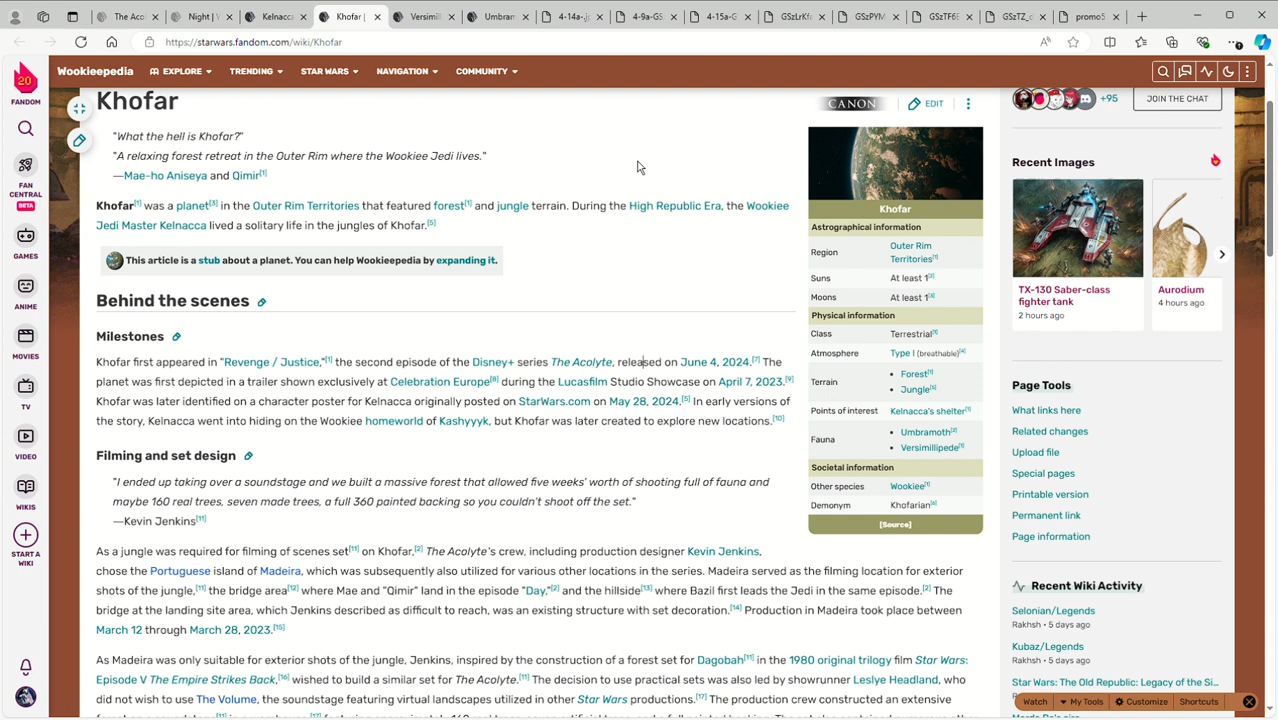 The Aco
Night | W
Kelnacca
Khofar |
Versimill
Umbram
4-14a-.j
4-9a-GS
4-15a-G
GSzLrKfa
GSzPYM
GSzTF6E
GSzTZ_c
promoS
https://starwars.fandom.com/wiki/Khofar
20
FANDOM
FAN
CENTRAL
BETA
GAMES
ANIME
MOVIES
TV
VIDEO
WIKIS
START A
WIKI
Wookieepedia
EXPLORE
TRENDING
STAR WARS
NAVIGATION
COMMUNITY
Khofar
CANON
EDIT
"What the hell is Khofar?"
"A relaxing forest retreat in the Outer Rim where the Wookiee Jedi lives."
—Mae-ho Aniseya and Qimir[1]
Khofar[1] was a planet[3] in the Outer Rim Territories that featured forest[1] and jungle terrain. During the High Republic Era, the Wookiee
Jedi Master Kelnacca lived a solitary life in the jungles of Khofar.[5]
This article is a stub about a planet. You can help Wookieepedia by expanding it.
Behind the scenes
Milestones
Khofar first appeared in "Revenge / Justice,"[1] the second episode of the Disney+ series The Acolyte, released on June 4, 2024.[7] The
planet was first depicted in a trailer shown exclusively at Celebration Europe[8] during the Lucasfilm Studio Showcase on April 7, 2023.[9]
Khofar was later identified on a character poster for Kelnacca originally posted on StarWars.com on May 28, 2024.[5] In early versions of
the story, Kelnacca went into hiding on the Wookiee homeworld of Kashyyyk, but Khofar was later created to explore new locations.[10]
Filming and set design
"I ended up taking over a soundstage and we built a massive forest that allowed five weeks' worth of shooting full of fauna and
maybe 160 real trees, seven made trees, a full 360 painted backing so you couldn't shoot off the set."
—Kevin Jenkins[11]
As a jungle was required for filming of scenes set[11] on Khofar,[2] The Acolyte's crew, including production designer Kevin Jenkins,
chose the Portuguese island of Madeira, which was subsequently also utilized for various other locations in the series. Madeira served as the filming location for exterior
shots of the jungle,[11] the bridge area[12] where Mae and "Qimir" land in the episode "Day,"[2] and the hillside[13] where Bazil first leads the Jedi in the same episode.[2] The
bridge at the landing site area, which Jenkins described as difficult to reach, was an existing structure with set decoration.[14] Production in Madeira took place between
March 12 through March 28, 2023.[15]
As Madeira was only suitable for exterior shots of the jungle, Jenkins, inspired by the construction of a forest set for Dagobah[11] in the 1980 original trilogy film Star Wars:
Episode V The Empire Strikes Back,[16] wished to build a similar set for The Acolyte.[11] The decision to use practical sets was also led by showrunner Leslye Headland, who
did not wish to use The Volume, the soundstage featuring virtual landscapes utilized in other Star Wars productions.[17] The production crew constructed an extensive
Khofar
Astrographical information
Region
Outer Rim
Territories[1]
Suns
At least 1[2]
Moons
At least 1[3]
Physical information
Class
Terrestrial[1]
Atmosphere
Type I (breathable)[4]
Terrain
Forest[1]
Jungle[5]
Points of interest
Kelnacca's shelter[1]
Fauna
Umbramoth[2]
Versimillipede[1]
Societal information
Other species
Wookiee[1]
Demonym
Khofarian[6]
[Source]
+95
JOIN THE CHAT
Recent Images
TX-130 Saber-class
fighter tank
2 hours ago
Aurodium
4 hours ago
Page Tools
What links here
Related changes
Upload file
Special pages
Printable version
Permanent link
Page information
Recent Wiki Activity
Selonian/Legends
Rakhsh • 5 days ago
Kubaz/Legends
Rakhsh • 5 days ago
Star Wars: The Old Republic: Legacy of the Si...
Watch
My Tools
Customize
Shortcuts